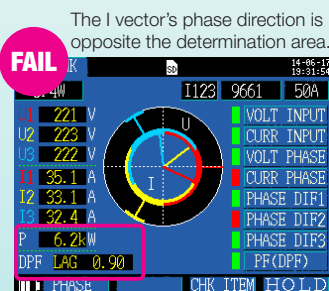 The I vector's phase direction is
opposite the determination area.
FAIL
SD
14-06-17
19:31:54
4W I123 9661 50A
U1 221 V
U2 223 V
U3 222 V
I1 35.1 A
I2 33.1 A
I3 32.4 A
P 6.2kW
DPF LAG 0.90
U
I
VOLT INPUT
CURR INPUT
VOLT PHASE
CURR PHASE
PHASE DIF1
PHASE DIF2
PHASE DIF3
PF(DPF)
PHASE CHK ITEM HOLD